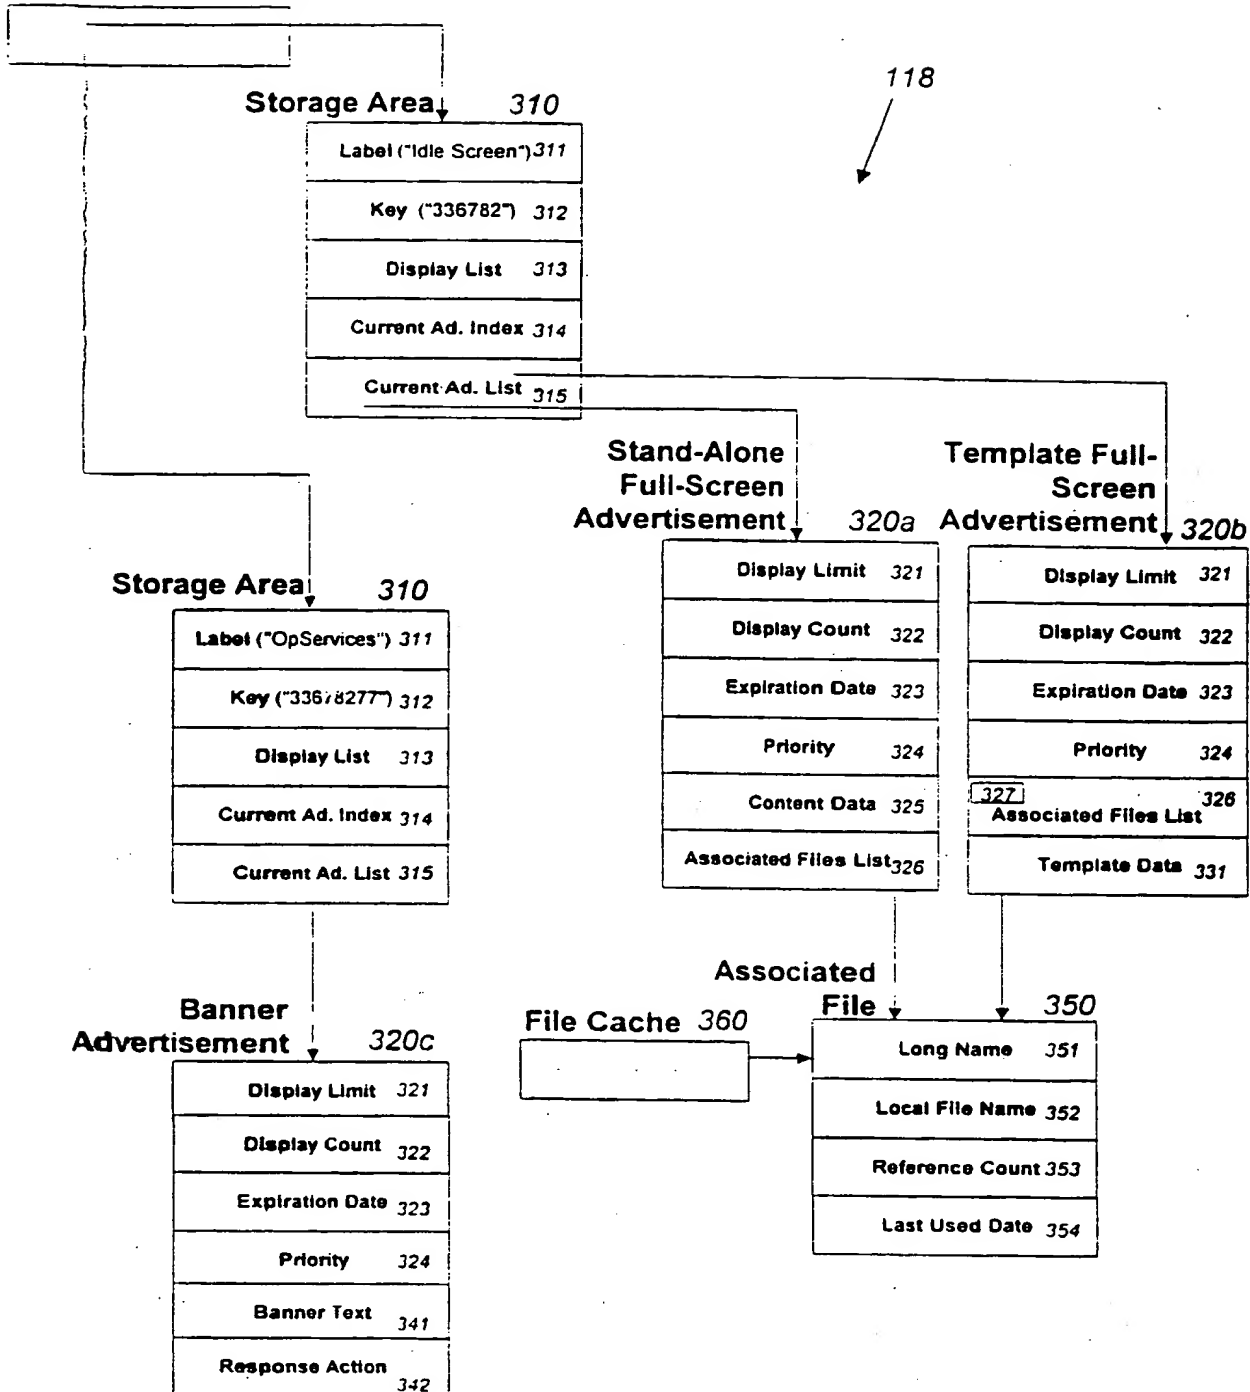 118
Storage Area 310
Label ("Idle Screen") 311
Key ("336782") 312
Display List 313
Current Ad. Index 314
Current Ad. List 315
Stand-Alone
Full-Screen
Advertisement 320a
Display Limit 321
Display Count 322
Expiration Date 323
Priority 324
Content Data 325
Associated Files List 326
Template Full-
Screen
Advertisement 320b
Display Limit 321
Display Count 322
Expiration Date 323
Priority 324
327 326
Associated Files List
Template Data 331
Storage Area 310
Label ("OpServices") 311
Key ("33678277") 312
Display List 313
Current Ad. Index 314
Current Ad. List 315
Banner
Advertisement 320c
Display Limit 321
Display Count 322
Expiration Date 323
Priority 324
Banner Text 341
Response Action
342
File Cache 360
Associated
File 350
Long Name 351
Local File Name 352
Reference Count 353
Last Used Date 354